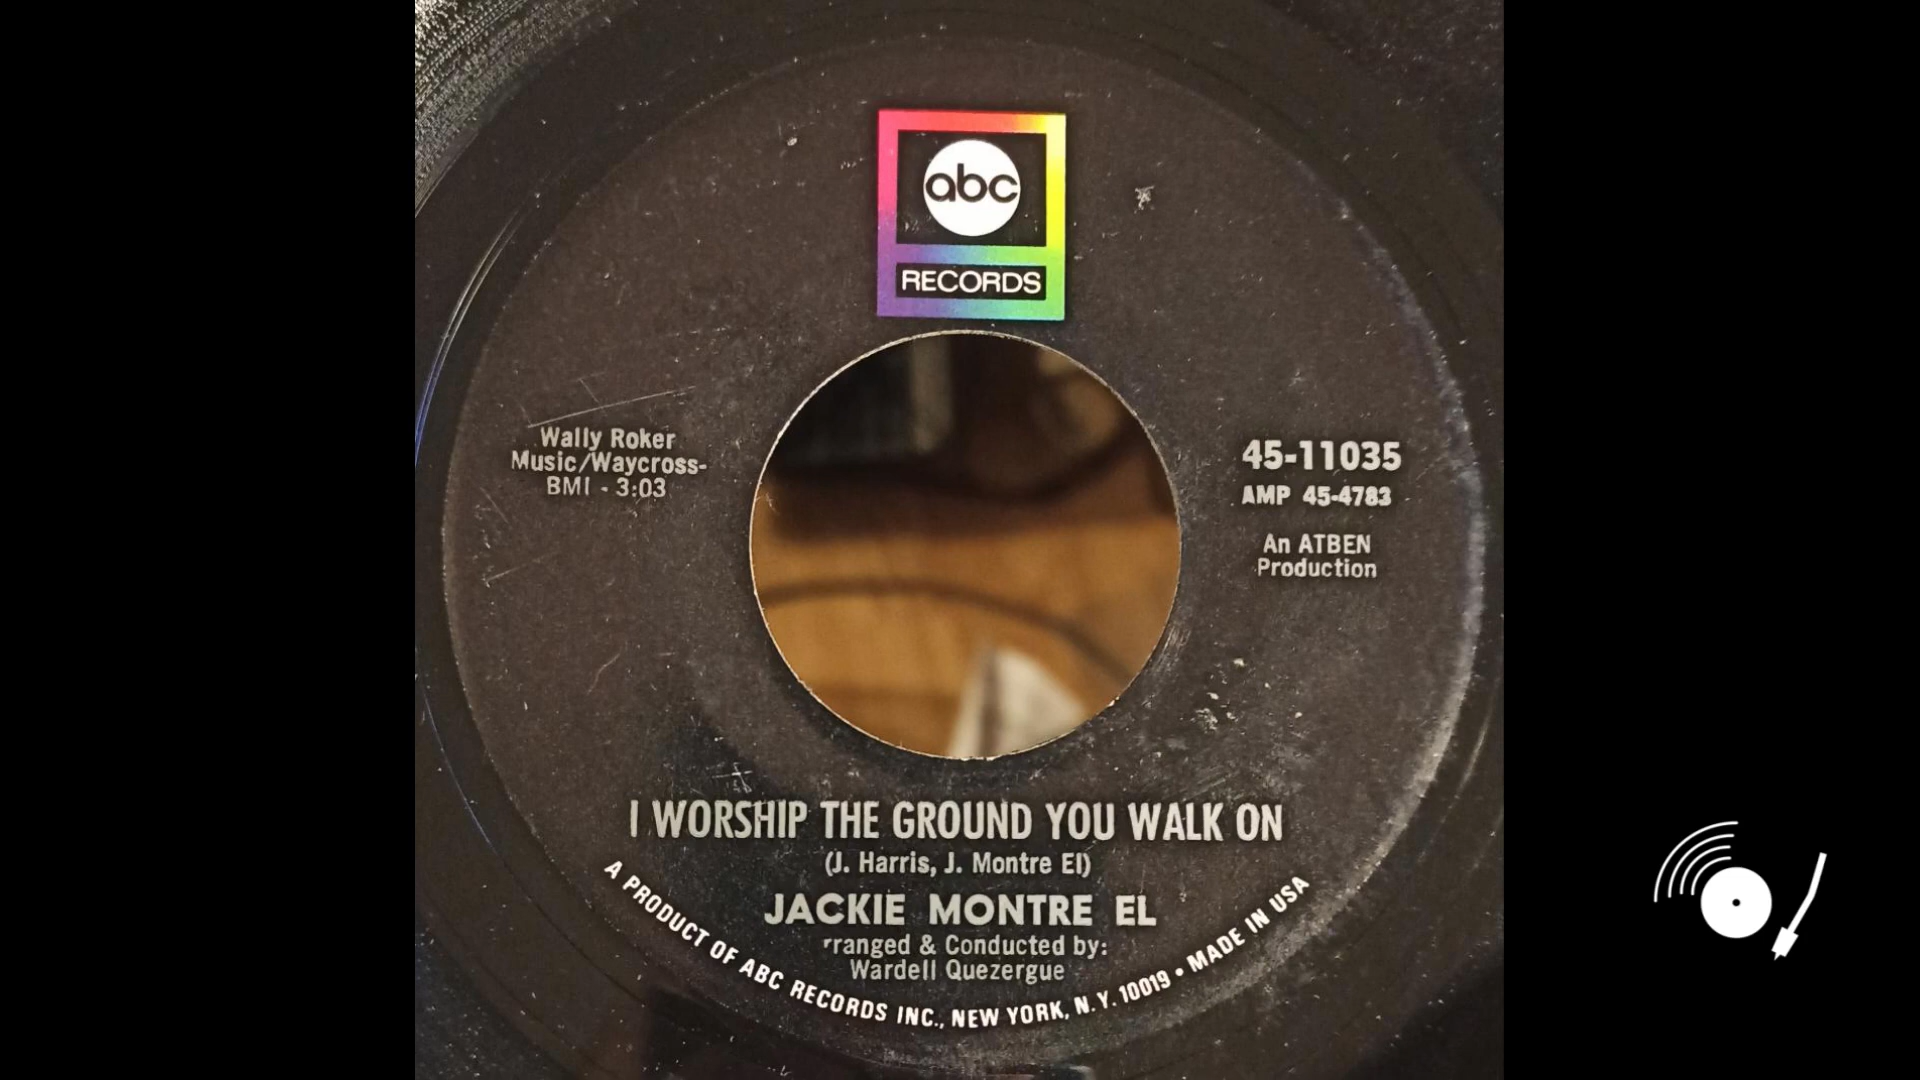 abc
RECORDS
Wally Roker
Music/Waycross-
BMI - 3:03
45-11035
AMP 45-4783
An ATBEN
Production
I WORSHIP THE GROUND YOU WALK ON
(J. Harris, J. Montre El)
JACKIE MONTRE EL
rranged & Conducted by:
Wardell Quezergue
A PRODUCT OF ABC RECORDS INC., NEW YORK, N.Y. 10019 • MADE IN USA